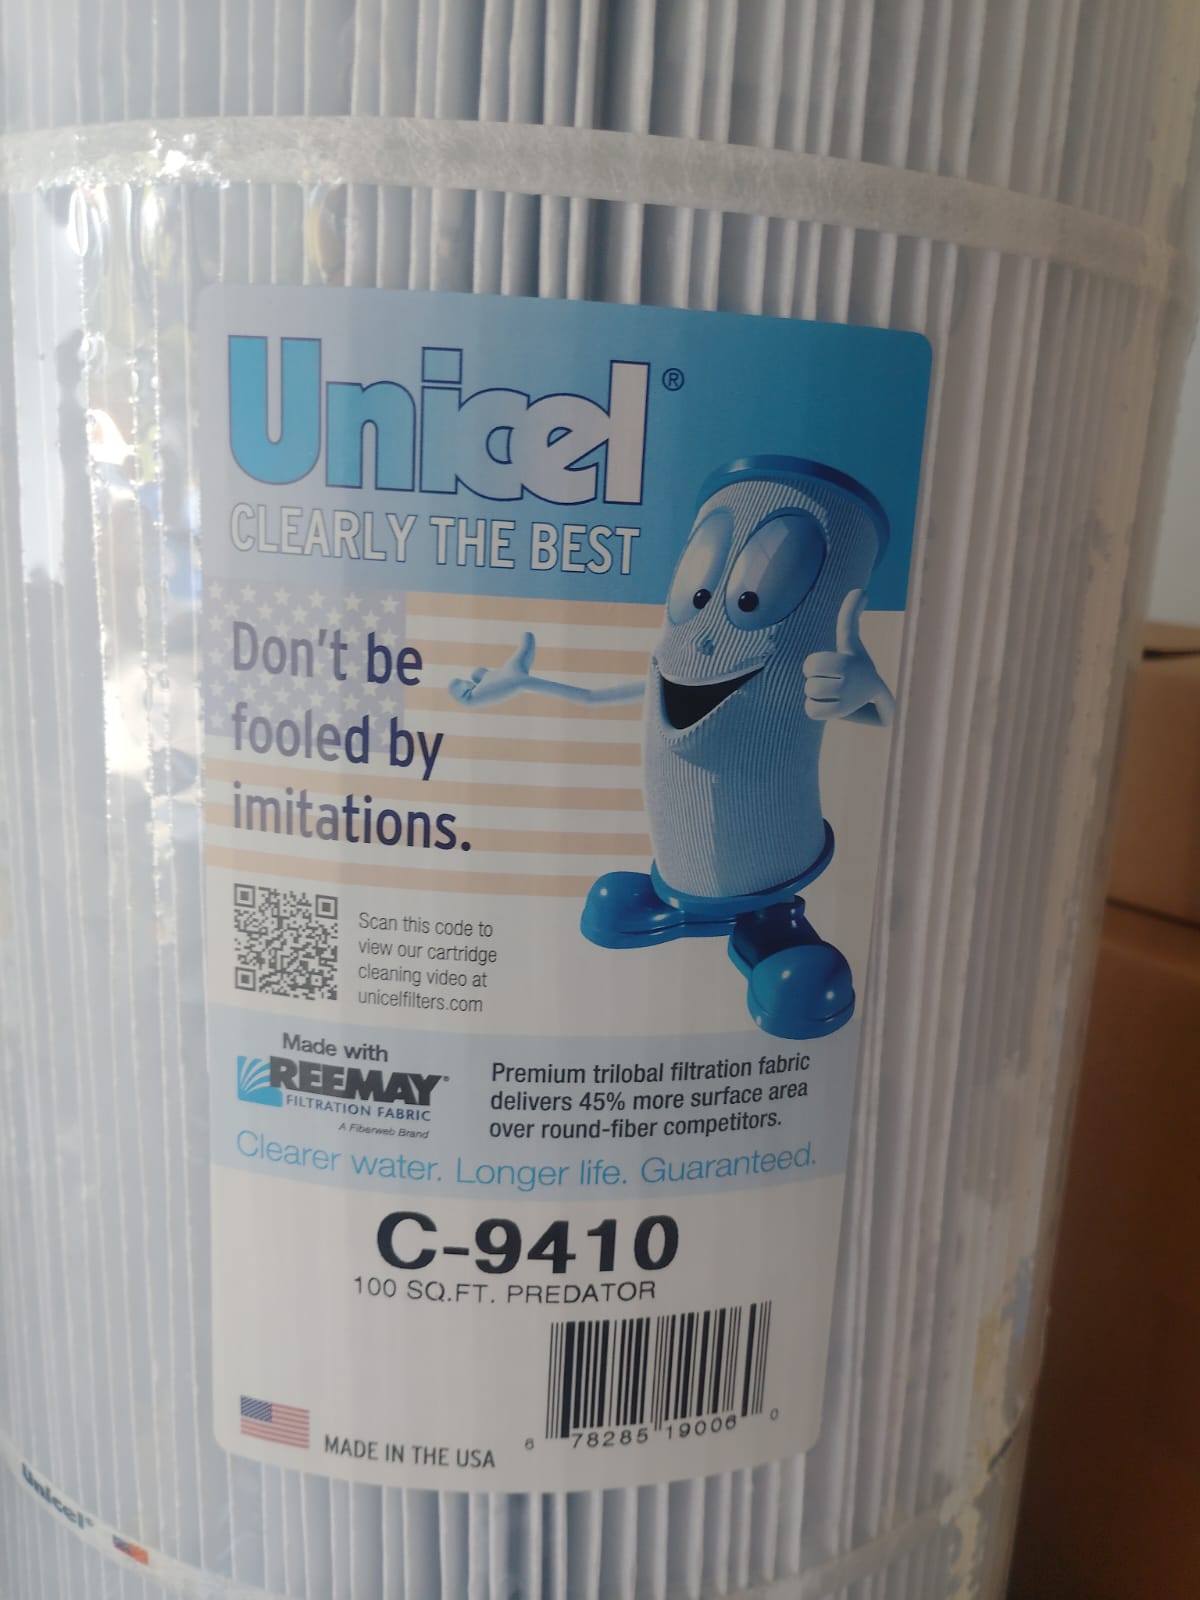 Unicel®
CLEARLY THE BEST
Don't be
fooled by
imitations.
Scan this code to
view our cartridge
cleaning video at
unicelfilters.com
Made with
REEMAY®
FILTRATION FABRIC
A Fiberweb Brand
Premium trilobal filtration fabric
delivers 45% more surface area
over round-fiber competitors.
Clearer water. Longer life. Guaranteed.
C-9410
100 SQ.FT. PREDATOR
MADE IN THE USA
6 78285 19006 0
Unicel®